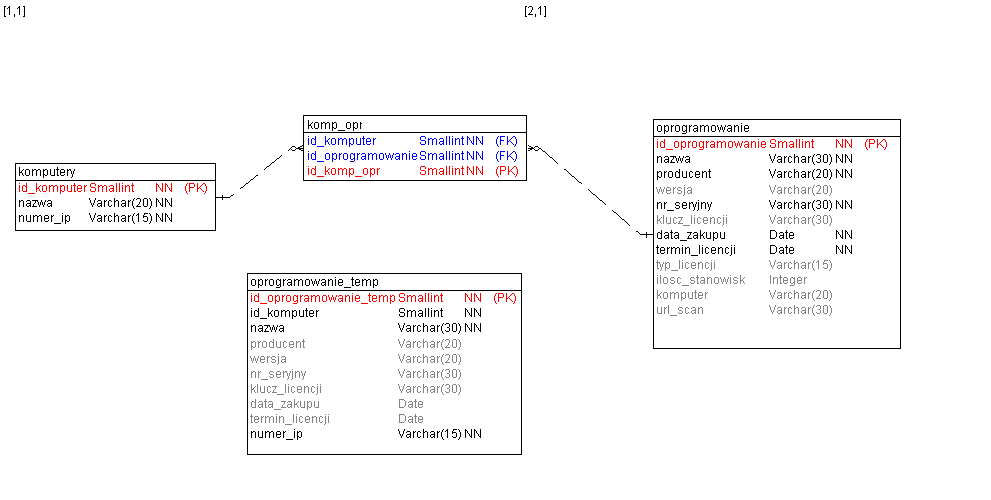 [1,1]
[2,1]
komputery
id_komputer Smallint NN (PK)
nazwa Varchar(20) NN
numer_ip Varchar(15) NN
komp_opr
id_komputer Smallint NN (FK)
id_oprogramowanie Smallint NN (FK)
id_komp_opr Smallint NN (PK)
oprogramowanie
id_oprogramowanie Smallint NN (PK)
nazwa Varchar(30) NN
producent Varchar(20) NN
wersja Varchar(20)
nr_seryjny Varchar(30) NN
klucz_licencji Varchar(30)
data_zakupu Date NN
termin_licencji Date NN
typ_licencji Varchar(15)
ilosc_stanowisk Integer
komputer Varchar(20)
url_scan Varchar(30)
oprogramowanie_temp
id_oprogramowanie_temp Smallint NN (PK)
id_komputer Smallint NN
nazwa Varchar(30) NN
producent Varchar(20)
wersja Varchar(20)
nr_seryjny Varchar(30)
klucz_licencji Varchar(30)
data_zakupu Date
termin_licencji Date
numer_ip Varchar(15) NN